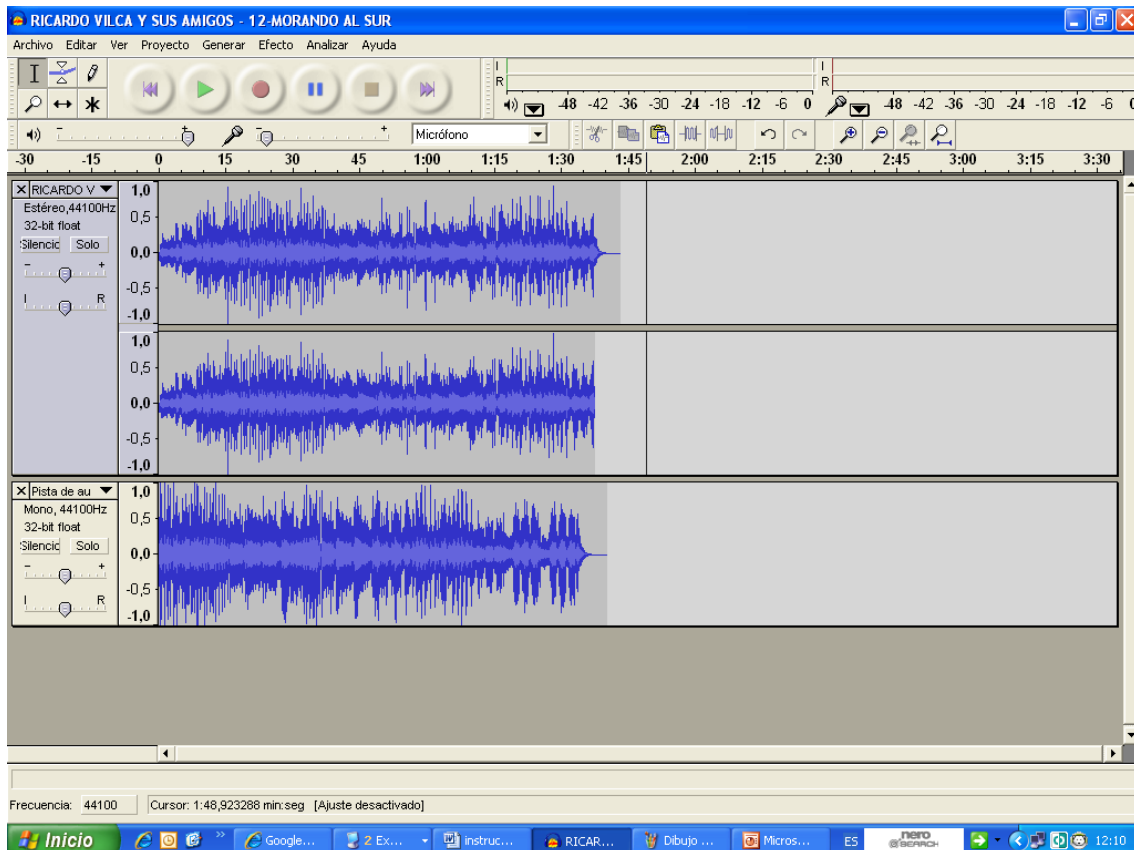 RICARDO VILCA Y SUS AMIGOS - 12-MORANDO AL SUR
Archivo Editar Ver Proyecto Generar Efecto Analizar Ayuda
L
R
-48 -42 -36 -30 -24 -18 -12 -6 0
L
R
-48 -42 -36 -30 -24 -18 -12 -6
Micrófono
-30 -15 0 15 30 45 1:00 1:15 1:30 1:45 2:00 2:15 2:30 2:45 3:00 3:15 3:30
RICARDO V
Estéreo,44100Hz
32-bit float
Silencic Solo
- +
L R
1,0
0,5
0,0
-0,5
-1,0
1,0
0,5
0,0
-0,5
-1,0
Pista de au
Mono, 44100Hz
32-bit float
Silencic Solo
- +
L R
1,0
0,5
0,0
-0,5
-1,0
Frecuencia: 44100 Cursor: 1:48,923288 min:seg [Ajuste desactivado]
Inicio Google... 2 Ex... instruc... RICAR... Dibujo ... Micros... ES nero SEARCH 12:10